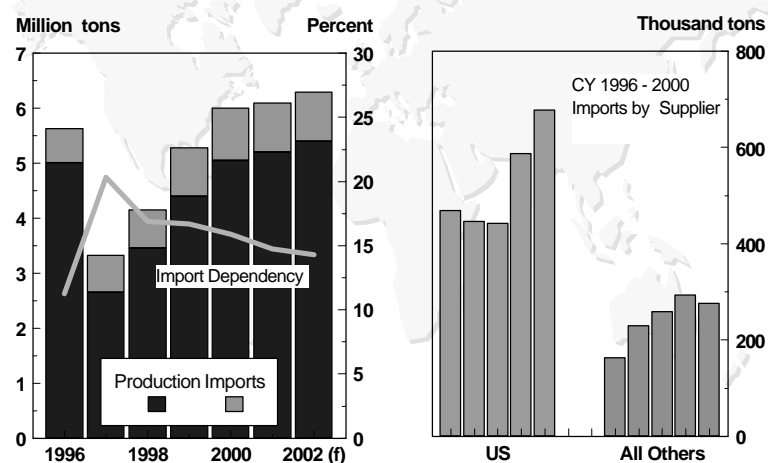 Million tons
Percent
7
6
5
4
3
2
1
0
30
25
20
15
10
5
0
Import Dependency
Production Imports
1996 1998 2000 2002 (f)
Thousand tons
800
600
400
200
0
CY 1996 - 2000
Imports by Supplier
US
All Others